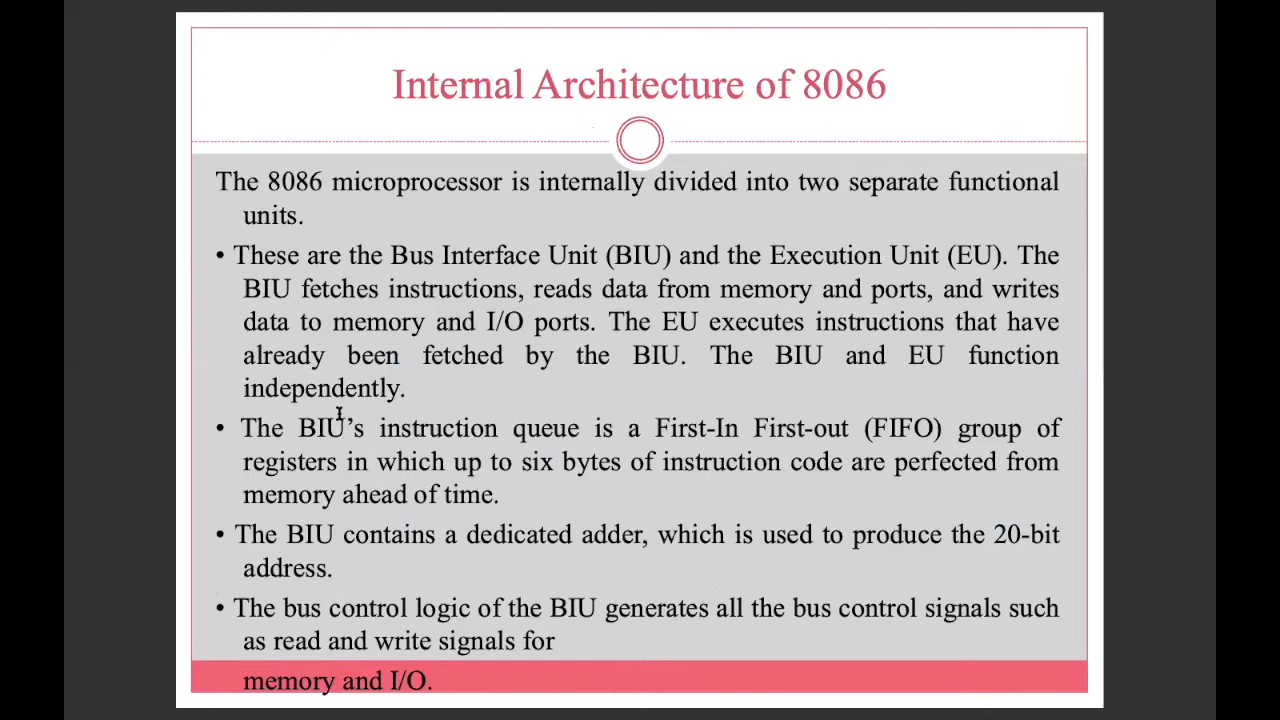 Internal Architecture of 8086
The 8086 microprocessor is internally divided into two separate functional
units.
• These are the Bus Interface Unit (BIU) and the Execution Unit (EU). The
BIU fetches instructions, reads data from memory and ports, and writes
data to memory and I/O ports. The EU executes instructions that have
already been fetched by the BIU. The BIU and EU function
independently.
• The BIU’s instruction queue is a First-In First-out (FIFO) group of
registers in which up to six bytes of instruction code are perfected from
memory ahead of time.
• The BIU contains a dedicated adder, which is used to produce the 20-bit
address.
• The bus control logic of the BIU generates all the bus control signals such
as read and write signals for
memory and I/O.